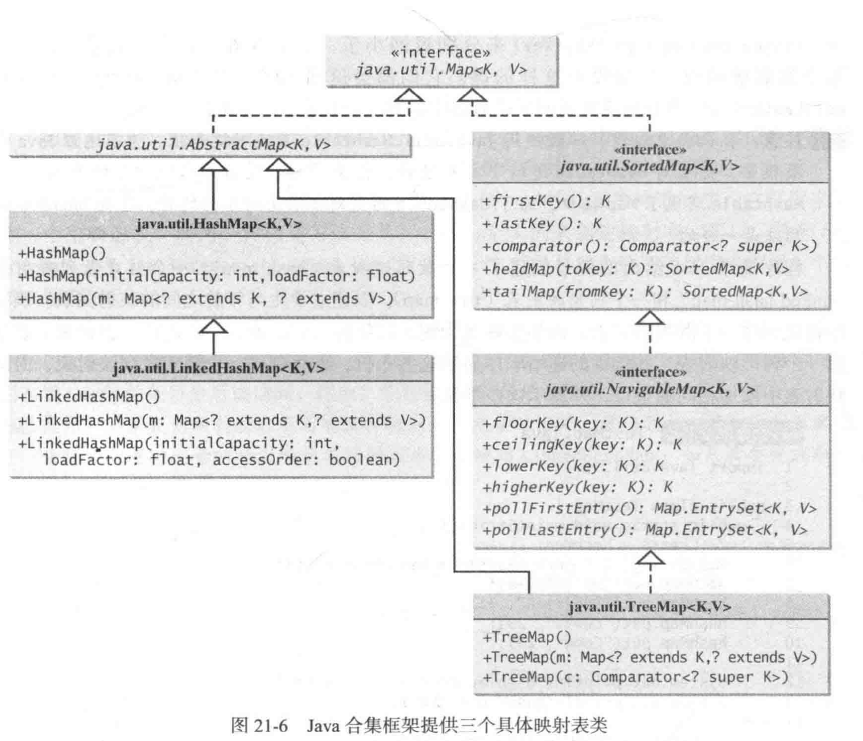 «interface»
java.util.Map<K, V>
java.util.AbstractMap<K,V>
«interface»
java.util.SortedMap<K,V>
+firstKey(): K
+lastKey(): K
+comparator(): Comparator<? super K>)
+headMap(toKey: K): SortedMap<K,V>
+tailMap(fromKey: K): SortedMap<K,V>
java.util.HashMap<K,V>
+HashMap()
+HashMap(initialCapacity: int,loadFactor: float)
+HashMap(m: Map<? extends K, ? extends V>)
java.util.LinkedHashMap<K,V>
+LinkedHashMap()
+LinkedHashMap(m: Map<? extends K,? extends V>)
+LinkedHashMap(initialCapacity: int,
loadFactor: float, accessOrder: boolean)
«interface»
java.util.NavigableMap<K, V>
+floorKey(key: K): K
+ceilingKey(key: K): K
+lowerKey(key: K): K
+higherKey(key: K): K
+pollFirstEntry(): Map.EntrySet<K, V>
+pollLastEntry(): Map.EntrySet<K, V>
java.util.TreeMap<K,V>
+TreeMap()
+TreeMap(m: Map<? extends K,? extends V>)
+TreeMap(c: Comparator<? super K>)
图 21-6 Java 合集框架提供三个具体映射表类